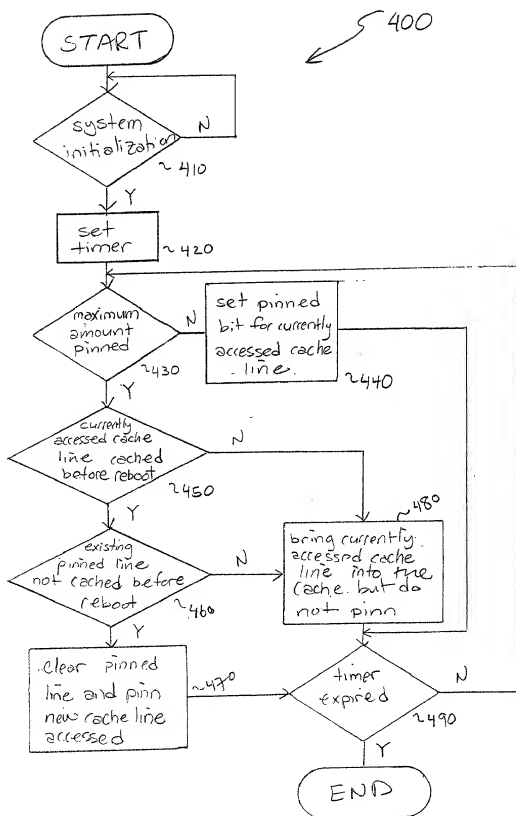 START
400
system
initialization
N
~410
Y
set
timer
~420
maximum
amount
pinned
N
~430
Y
set pinned
bit for currently
accessed cache
line.
~440
currently
accessed cache
line cached
before reboot
N
~450
Y
existing
pinned line
not cached before
reboot
N
~460
Y
~480
bring currently
accessed cache
line into the
cache but do
not pinn
clear pinned
line and pinn
new cache line
accessed
~470
timer
expired
N
~490
Y
END